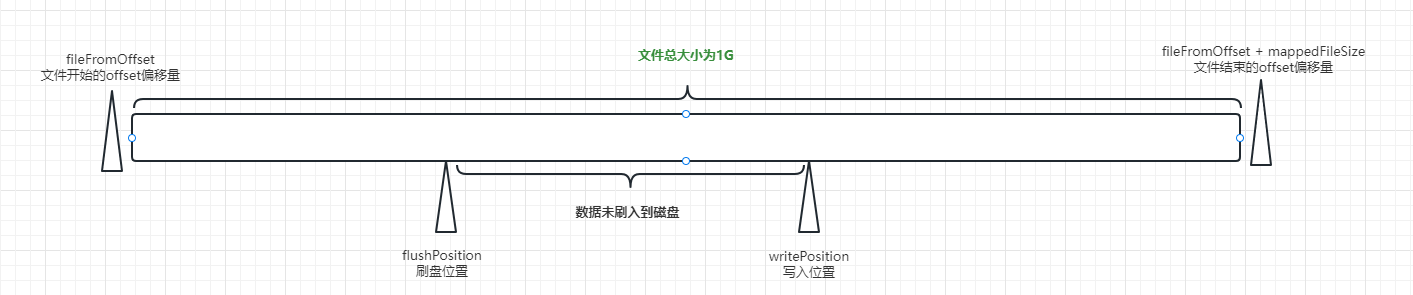 fileFromOffset
文件开始的offset偏移量
文件总大小为1G
fileFromOffset + mappedFileSize
文件结束的offset偏移量
数据未刷入到磁盘
flushPosition
刷盘位置
writePosition
写入位置